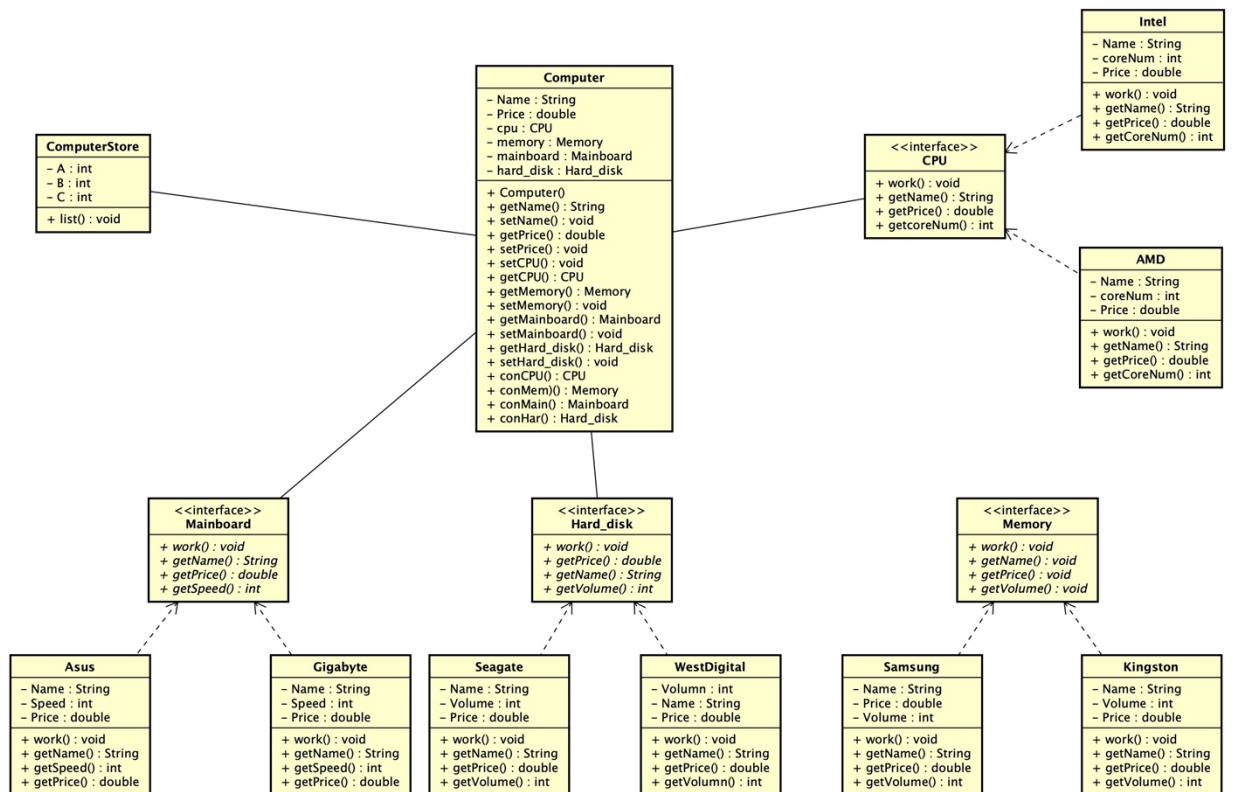 Intel
– Name : String
– coreNum : int
– Price : double
+ work() : void
+ getName() : String
+ getPrice() : double
+ getCoreNum() : int
Computer
– Name : String
– Price : double
– cpu : CPU
– memory : Memory
– mainboard : Mainboard
– hard_disk : Hard_disk
+ Computer()
+ getName() : String
+ setName() : void
+ getPrice() : double
+ setPrice() : void
+ setCPU() : void
+ getCPU() : CPU
+ getMemory() : Memory
+ setMemory() : void
+ getMainboard() : Mainboard
+ setMainboard() : void
+ getHard_disk() : Hard_disk
+ setHard_disk() : void
+ conCPU() : CPU
+ conMem)() : Memory
+ conMain() : Mainboard
+ conHar() : Hard_disk
ComputerStore
– A : int
– B : int
– C : int
+ list() : void
<<interface>>
CPU
+ work() : void
+ getName() : String
+ getPrice() : double
+ getcoreNum() : int
AMD
– Name : String
– coreNum : int
– Price : double
+ work() : void
+ getName() : String
+ getPrice() : double
+ getCoreNum() : int
<<interface>>
Mainboard
+ work() : void
+ getName() : String
+ getPrice() : double
+ getSpeed() : int
<<interface>>
Hard_disk
+ work() : void
+ getPrice() : double
+ getName() : String
+ getVolume() : int
<<interface>>
Memory
+ work() : void
+ getName() : void
+ getPrice() : void
+ getVolume() : void
Asus
– Name : String
– Speed : int
– Price : double
+ work() : void
+ getName() : String
+ getSpeed() : int
+ getPrice() : double
Gigabyte
– Name : String
– Speed : int
– Price : double
+ work() : void
+ getName() : String
+ getSpeed() : int
+ getPrice() : double
Seagate
– Name : String
– Volume : int
– Price : double
+ work() : void
+ getName() : String
+ getPrice() : double
+ getVolume() : int
WestDigital
– Volumn : int
– Name : String
– Price : double
+ work() : void
+ getName() : String
+ getPrice() : double
+ getVolumn() : int
Samsung
– Name : String
– Price : double
– Volume : int
+ work() : void
+ getName() : String
+ getPrice() : double
+ getVolume() : int
Kingston
– Name : String
– Volume : int
– Price : double
+ work() : void
+ getName() : String
+ getPrice() : double
+ getVolume() : int